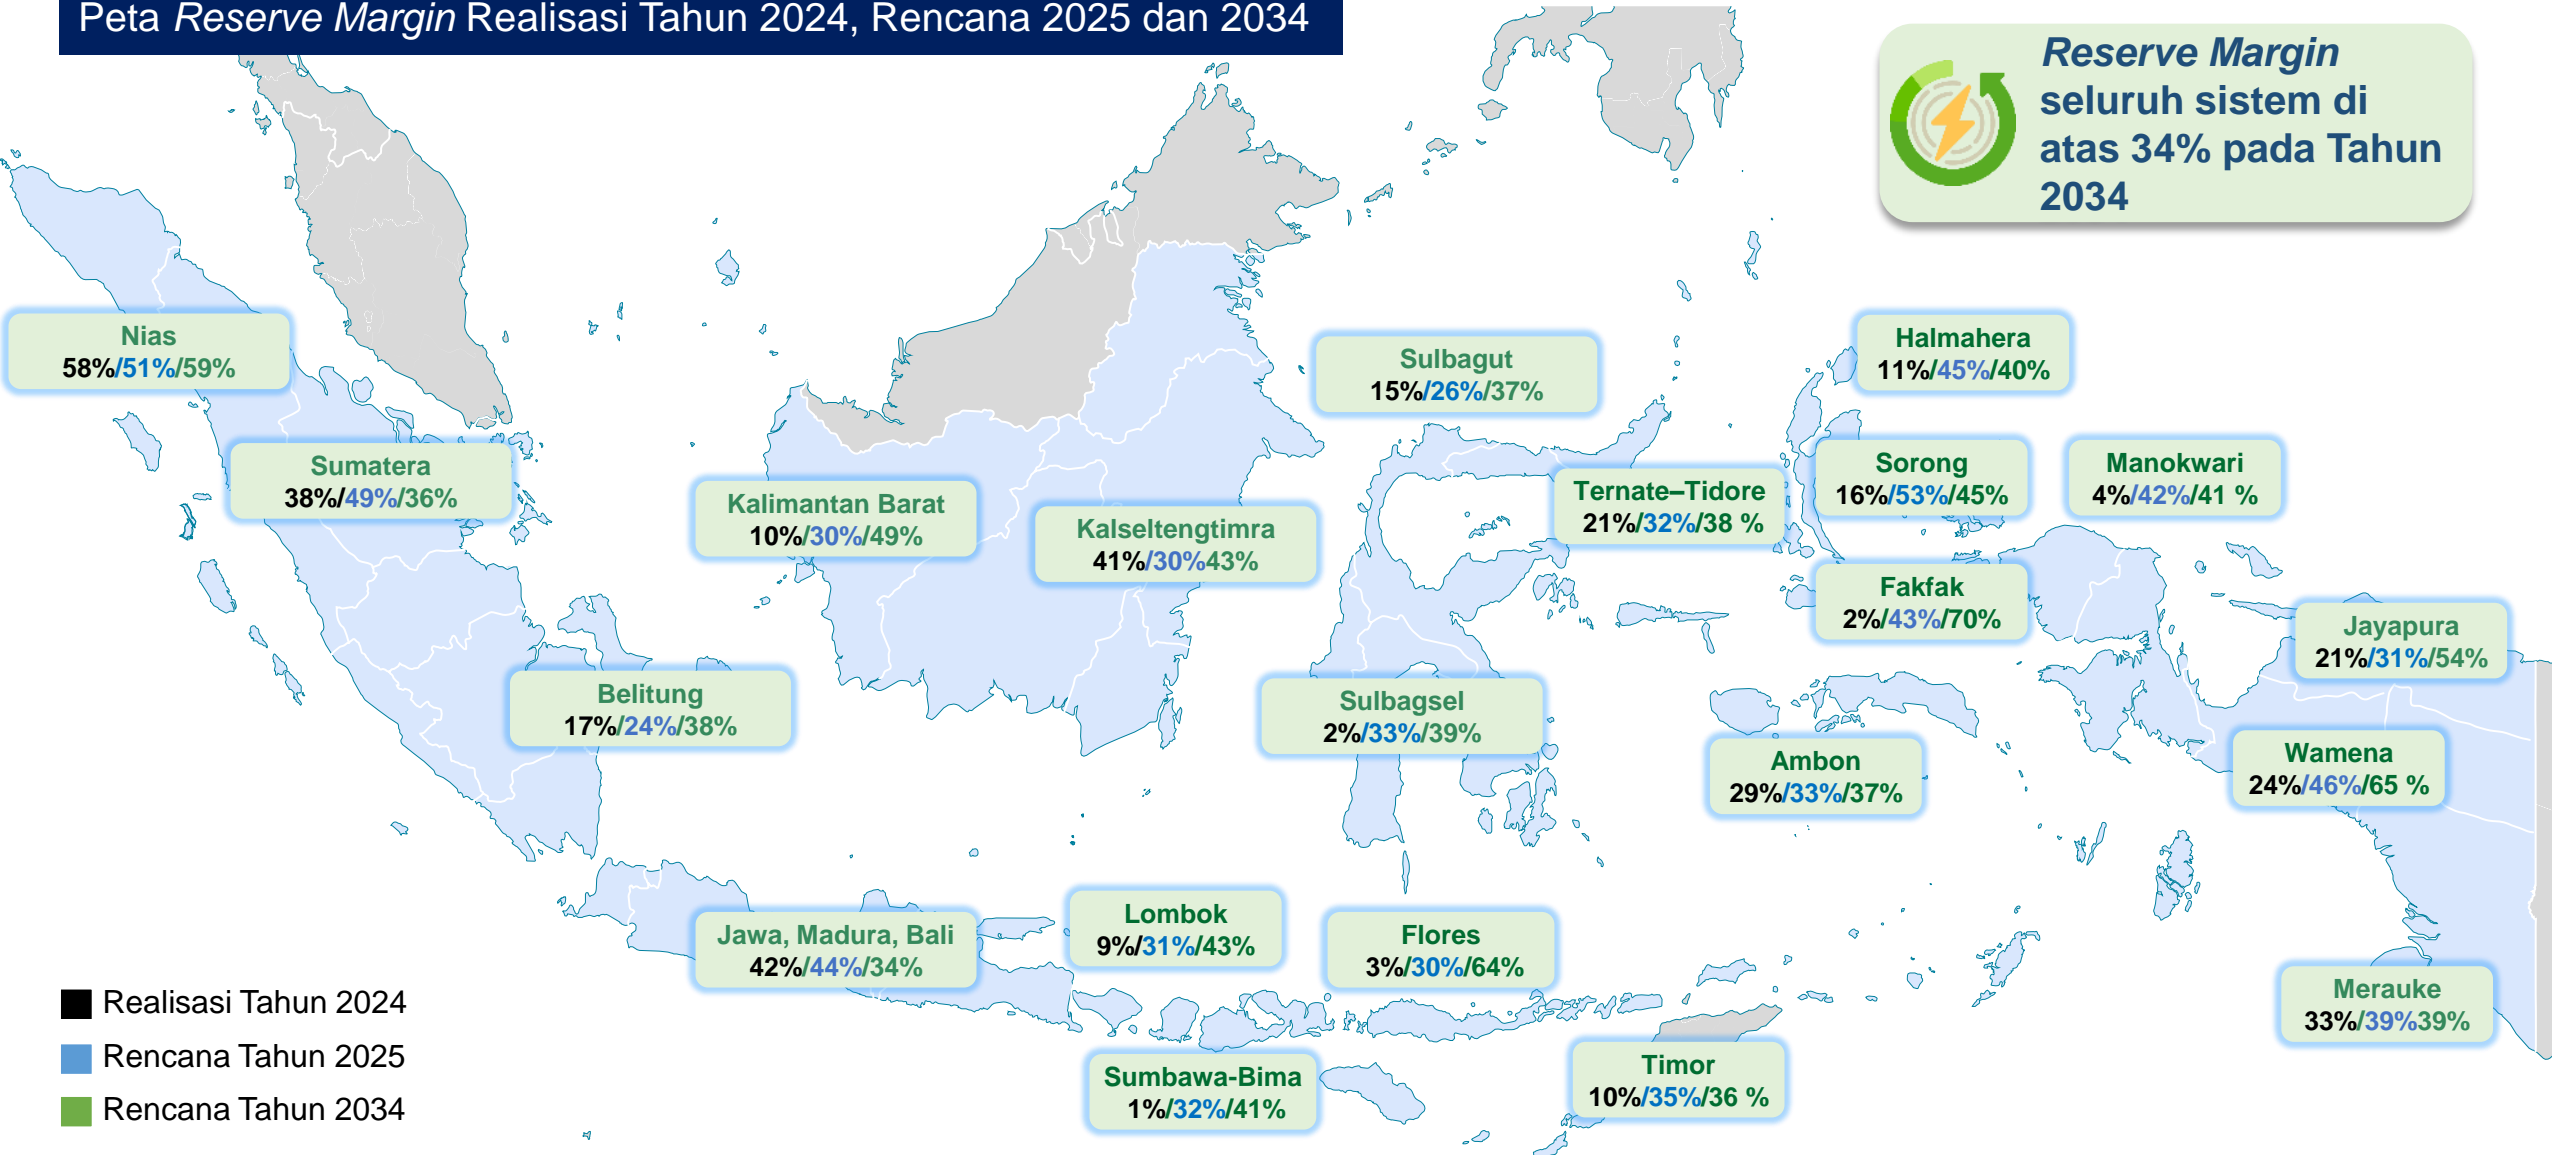 Peta Reserve Margin Realisasi Tahun 2024, Rencana 2025 dan 2034
Reserve Margin
seluruh sistem di
atas 34% pada Tahun
2034
Nias
58%/51%/59%
Sumatera
38%/49%/36%
Kalimantan Barat
10%/30%/49%
Kalseltengtimra
41%/30%43%
Sulbagut
15%/26%/37%
Halmahera
11%/45%/40%
Ternate–Tidore
21%/32%/38 %
Sorong
16%/53%/45%
Manokwari
4%/42%/41 %
Fakfak
2%/43%/70%
Jayapura
21%/31%/54%
Belitung
17%/24%/38%
Sulbagsel
2%/33%/39%
Ambon
29%/33%/37%
Wamena
24%/46%/65 %
Jawa, Madura, Bali
42%/44%/34%
Lombok
9%/31%/43%
Flores
3%/30%/64%
Merauke
33%/39%39%
Sumbawa-Bima
1%/32%/41%
Timor
10%/35%/36 %
Realisasi Tahun 2024
Rencana Tahun 2025
Rencana Tahun 2034